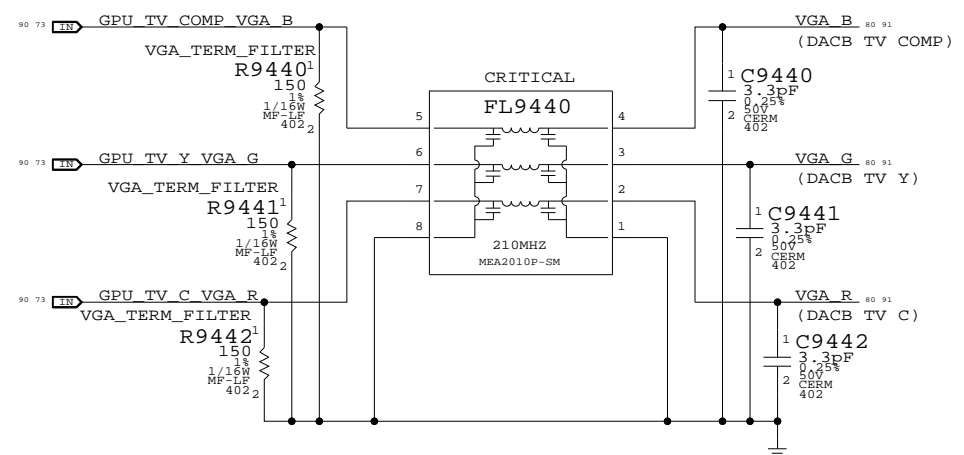 90 73 IN GPU_TV_COMP_VGA_B
VGA_B 80 91
(DACB TV COMP)
VGA_TERM_FILTER
R9440 1
150
1%
1/16W
MF-LF
402 2
CRITICAL
FL9440
5 4
6 3
7 2
8 1
210MHZ
MEA2010P-SM
1 C9440
3.3pF
0.25%
2 50V
CERM
402
90 73 IN GPU_TV_Y_VGA_G
VGA_G 80 91
(DACB TV Y)
VGA_TERM_FILTER
R9441 1
150
1%
1/16W
MF-LF
402 2
1 C9441
3.3pF
0.25%
2 50V
CERM
402
90 73 IN GPU_TV_C_VGA_R
VGA_R 80 91
(DACB TV C)
VGA_TERM_FILTER
R9442 1
150
1%
1/16W
MF-LF
402 2
1 C9442
3.3pF
0.25%
2 50V
CERM
402